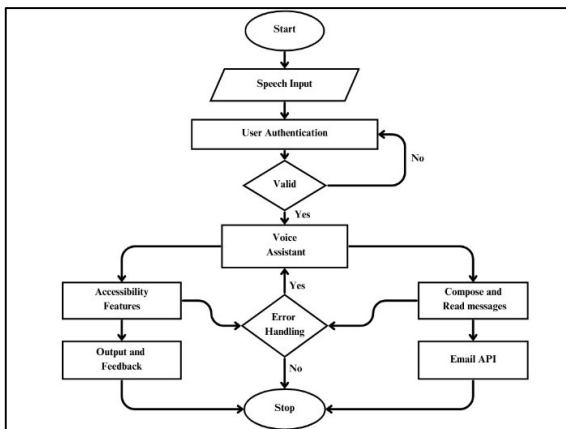 Start
Speech Input
User Authentication
No
Valid
Yes
Voice
Assistant
Yes
Accessibility
Features
Compose and
Read messages
Error
Handling
Output and
Feedback
Email API
No
Stop